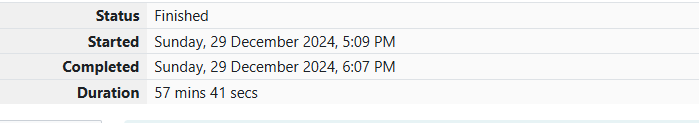 Status Finished
Started Sunday, 29 December 2024, 5:09 PM
Completed Sunday, 29 December 2024, 6:07 PM
Duration 57 mins 41 secs